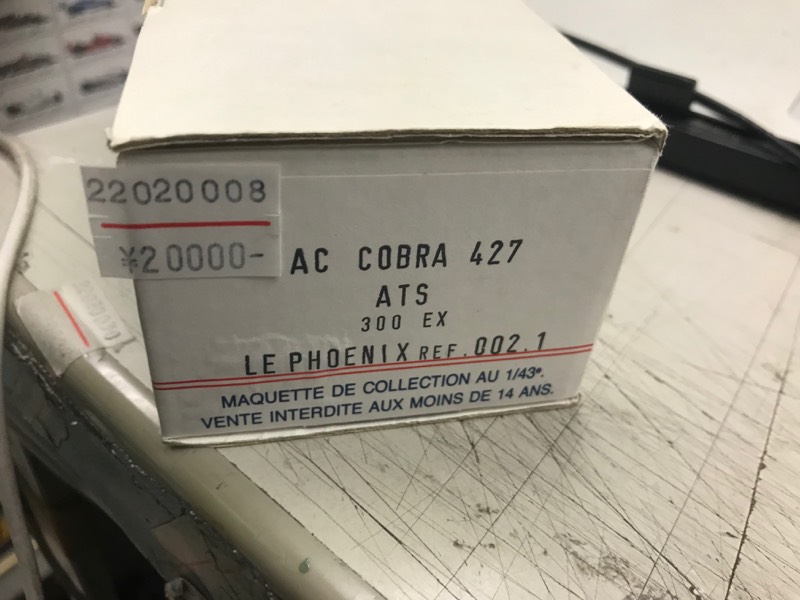 22020008
¥20000-
AC COBRA 427
ATS
300 EX
LE PHOENIX REF. 002.1
MAQUETTE DE COLLECTION AU 1/43e.
VENTE INTERDITE AUX MOINS DE 14 ANS.